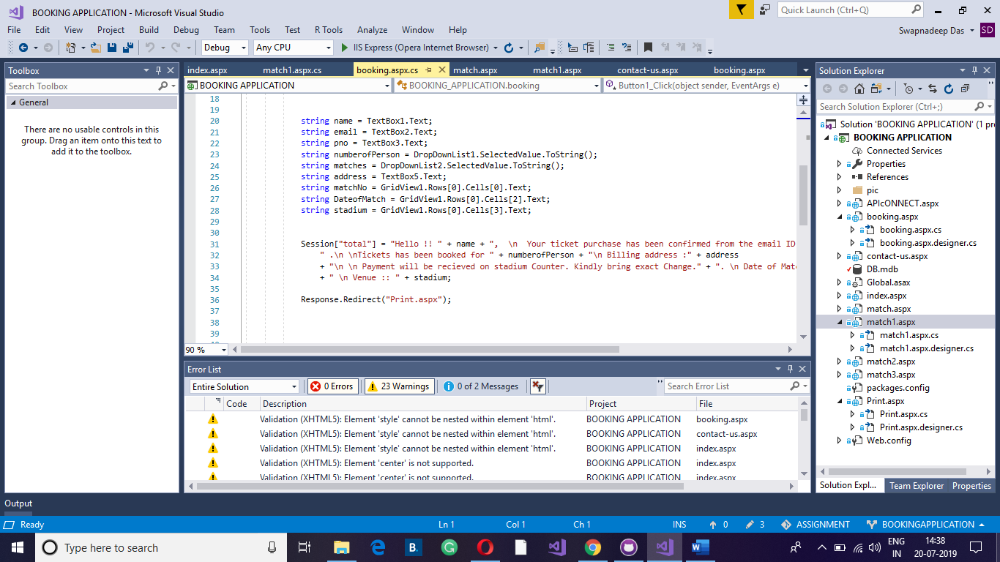 BOOKING APPLICATION - Microsoft Visual Studio
Quick Launch (Ctrl+Q)
File Edit View Project Build Debug Team Tools Test R Tools Analyze Window Help
Swapnadeep Das SD
Debug Any CPU IIS Express (Opera Internet Browser)
Toolbox
Search Toolbox
General
There are no usable controls in this
group. Drag an item onto this text to
add it to the toolbox.
index.aspx match1.aspx.cs booking.aspx.cs match.aspx match1.aspx contact-us.aspx booking.aspx
BOOKING APPLICATION BOOKING_APPLICATION.booking Button1_Click(object sender, EventArgs e)
18
19
20 string name = TextBox1.Text;
21 string email = TextBox2.Text;
22 string pno = TextBox3.Text;
23 string numberofPerson = DropDownList1.SelectedValue.ToString();
24 string matches = DropDownList2.SelectedValue.ToString();
25 string address = TextBox5.Text;
26 string matchNo = GridView1.Rows[0].Cells[0].Text;
27 string DateofMatch = GridView1.Rows[0].Cells[2].Text;
28 string stadium = GridView1.Rows[0].Cells[3].Text;
29
30
31 Session["total"] = "Hello !! " + name + ",  \n  Your ticket purchase has been confirmed from the email ID
32 " .\n \nTickets has been booked for " + numberofPerson + "\n Billing address :" + address
33 + "\n \n Payment will be recieved on stadium Counter. Kindly bring exact Change." + ". \n Date of Mat
34 + " \n Venue :: " + stadium;
35
36 Response.Redirect("Print.aspx");
37
38
39
90 %
Error List
Entire Solution 0 Errors 23 Warnings 0 of 2 Messages Search Error List
Code Description Project File
Validation (XHTML5): Element 'style' cannot be nested within element 'html'. BOOKING APPLICATION booking.aspx
Validation (XHTML5): Element 'style' cannot be nested within element 'html'. BOOKING APPLICATION contact-us.aspx
Validation (XHTML5): Element 'style' cannot be nested within element 'html'. BOOKING APPLICATION index.aspx
Validation (XHTML5): Element 'center' is not supported. BOOKING APPLICATION index.aspx
Validation (XHTML5): Element 'center' is not supported. BOOKING APPLICATION index.aspx
Solution Explorer
Search Solution Explorer (Ctrl+;)
Solution 'BOOKING APPLICATION' (1 pr
BOOKING APPLICATION
Connected Services
Properties
References
pic
APIcONNECT.aspx
booking.aspx
booking.aspx.cs
booking.aspx.designer.cs
contact-us.aspx
DB.mdb
Global.asax
index.aspx
match.aspx
match1.aspx
match1.aspx.cs
match1.aspx.designer.cs
match2.aspx
match3.aspx
packages.config
Print.aspx
Print.aspx.cs
Print.aspx.designer.cs
Web.config
Solution Expl... Team Explorer Properties
Output
Ready Ln 1 Col 1 Ch 1 INS 0 3 ASSIGNMENT BOOKINGAPPLICATION
Type here to search
B.
ENG
IN
14:38
20-07-2019